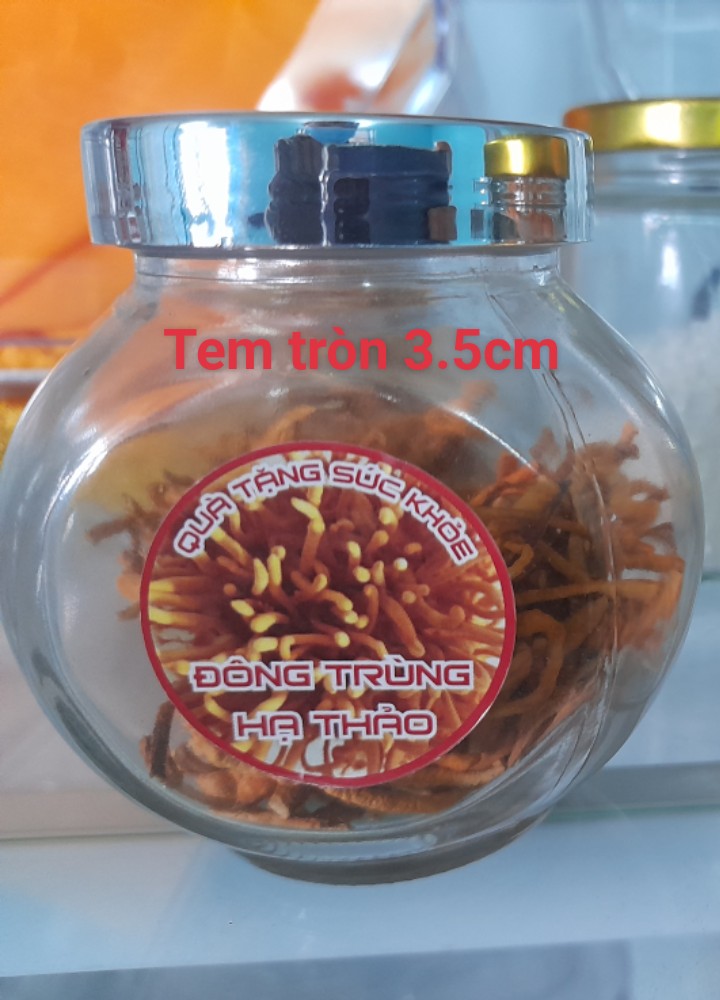 Tem tròn 3.5cm
QUÀ TẶNG SỨC KHỎE
ĐÔNG TRÙNG
HẠ THẢO